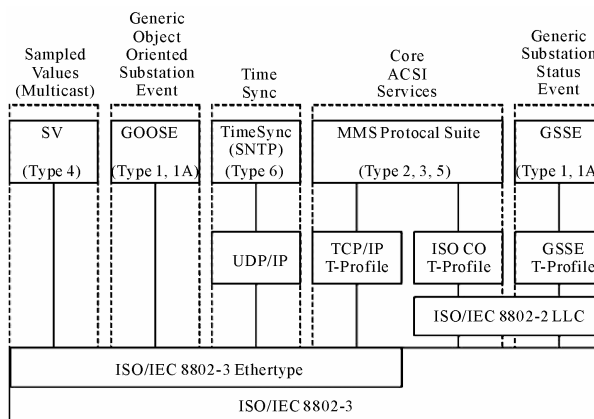 Sampled
Values
(Multicast)
Generic
Object
Oriented
Substation
Event
Time
Sync
Core
ACSI
Services
Generic
Substation
Status
Event
SV
(Type 4)
GOOSE
(Type 1, 1A)
TimeSync
(SNTP)
(Type 6)
MMS Protocal Suite
(Type 2, 3, 5)
GSSE
(Type 1, 1A)
UDP/IP
TCP/IP
T-Profile
ISO CO
T-Profile
GSSE
T-Profile
ISO/IEC 8802-2 LLC
ISO/IEC 8802-3 Ethertype
ISO/IEC 8802-3